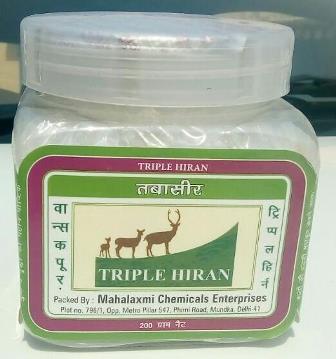 TRIPLE HIRAN
तबासीर
वान्सकपूर
TRIPLE HIRAN
ट्रिप्पल हिर्न
Packed By : Mahalaxmi Chemicals Enterprises
Plot no. 796/1, Opp. Metro Pillar 547, Phirni Road, Mundka, Delhi-41
200 ग्राम नैट